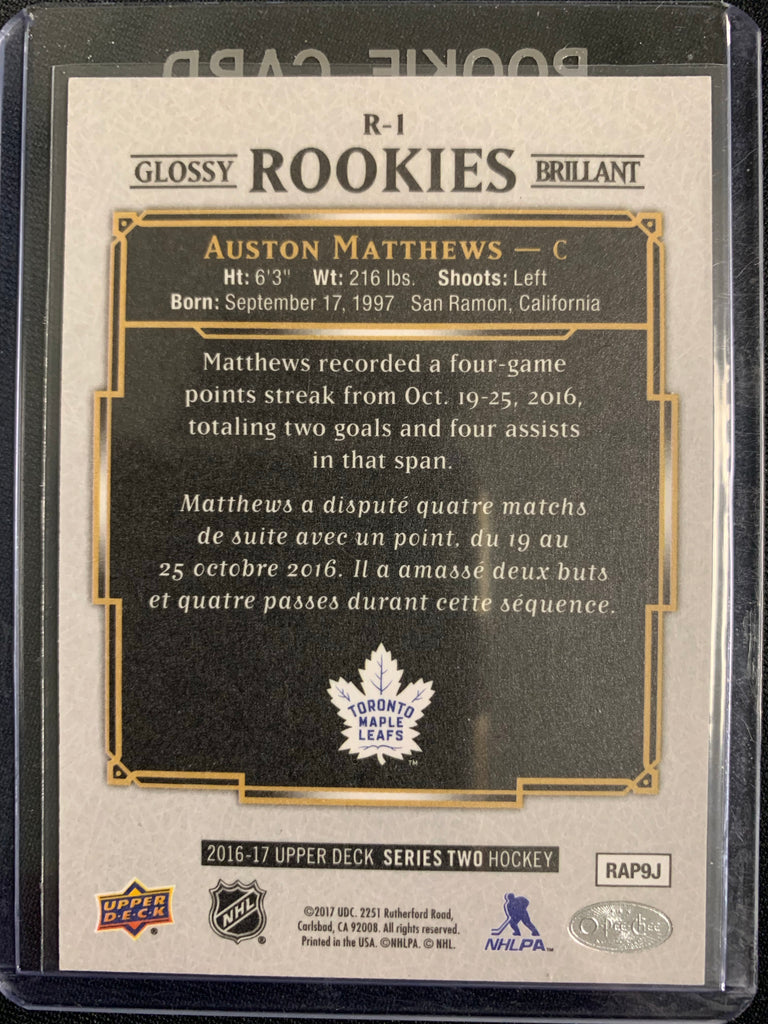 ROOKIE CARD
R-1
GLOSSY ROOKIES BRILLANT
AUSTON MATTHEWS — C
Ht: 6'3" Wt: 216 lbs. Shoots: Left
Born: September 17, 1997 San Ramon, California
Matthews recorded a four-game
points streak from Oct. 19-25, 2016,
totaling two goals and four assists
in that span.
Matthews a disputé quatre matchs
de suite avec un point, du 19 au
25 octobre 2016. Il a amassé deux buts
et quatre passes durant cette séquence.
TORONTO
MAPLE
LEAFS
TM
2016-17 UPPER DECK SERIES TWO HOCKEY
RAP9J
UPPER
D·E·C·K
®
NHL
®
©2017 UDC. 2251 Rutherford Road,
Carlsbad, CA 92008. All rights reserved.
Printed in the USA. ©NHLPA. © NHL.
NHLPA™
O-Pee-Chee